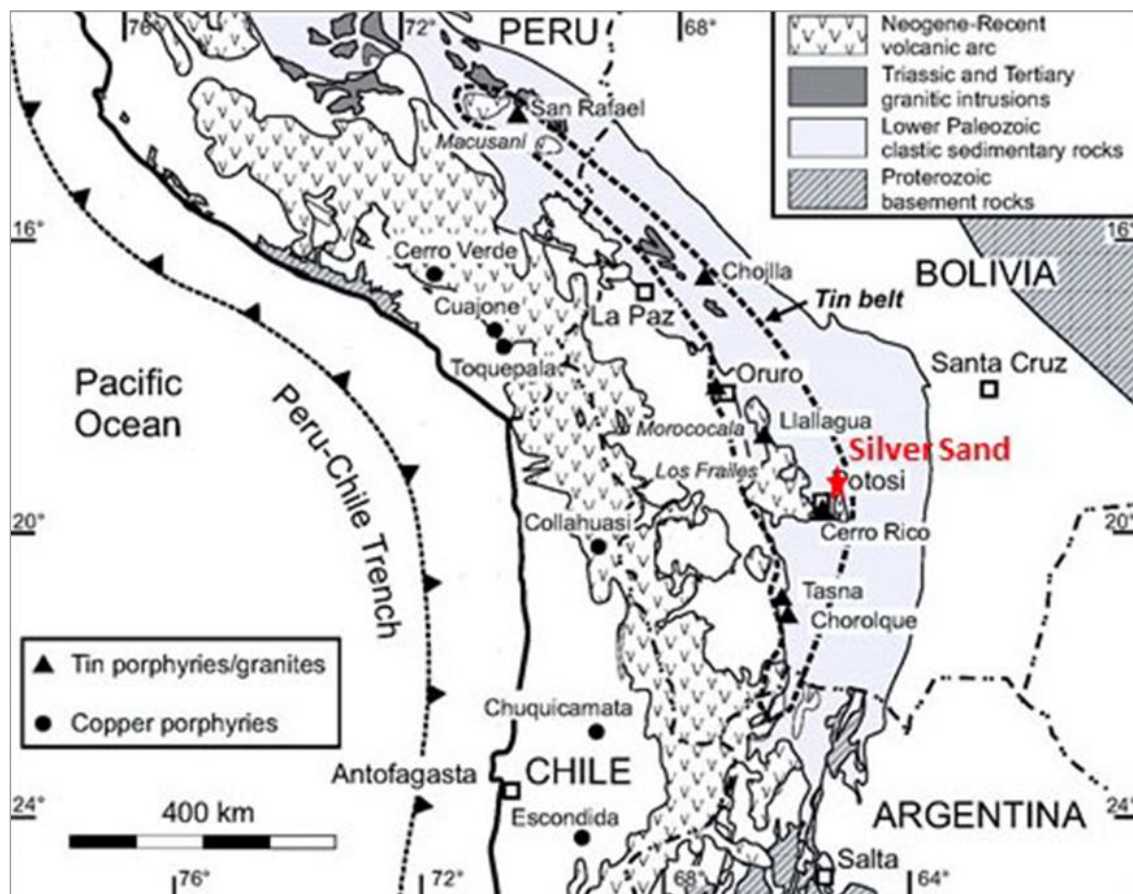 76°
72°
PERU
68°
Neogene-Recent
volcanic arc
Triassic and Tertiary
granitic intrusions
Lower Paleozoic
clastic sedimentary rocks
Proterozoic
basement rocks
San Rafael
Macusani
16°
16°
Cerro Verde
Chojlla
BOLIVIA
Cuajone
La Paz
Tin belt
Toquepala
Oruro
Santa Cruz
Pacific
Ocean
Peru-Chile Trench
Morococala
Llallagua
Silver Sand
Los Frailes
Potosi
20°
20°
Collahuasi
Cerro Rico
Tasna
Chorolque
Tin porphyries/granites
Copper porphyries
Chuquicamata
Antofagasta
CHILE
24°
24°
400 km
Escondida
ARGENTINA
Salta
76°
72°
68°
64°